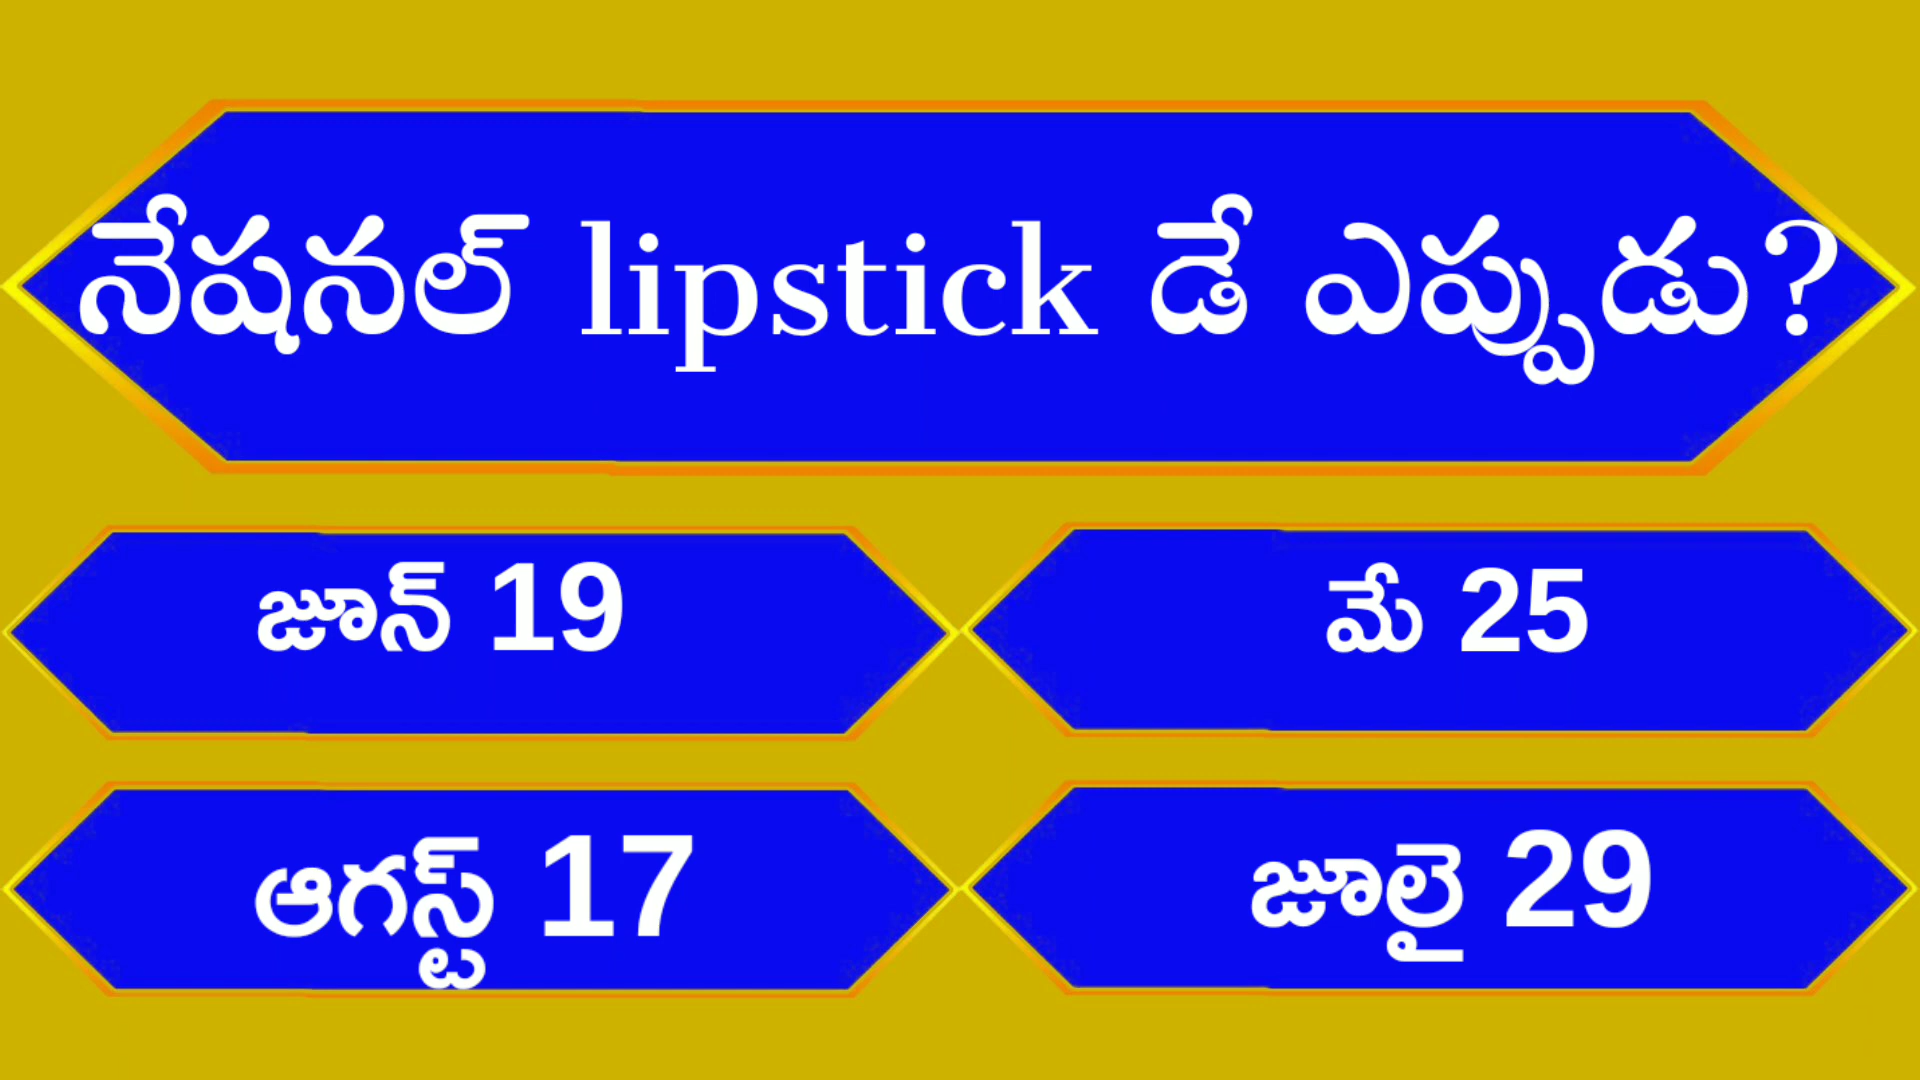 నేషనల్ lipstick డే ఎప్పుడు?
జూన్ 19
మే 25
ఆగస్ట్ 17
జూలై 29